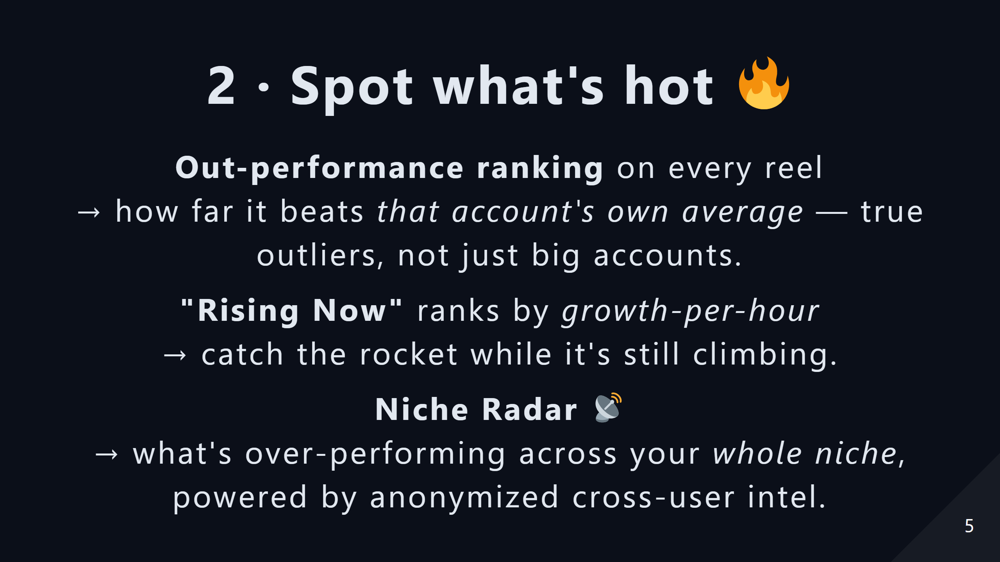 2 · Spot what's hot 🔥
Out-performance ranking on every reel
→ how far it beats that account's own average — true
outliers, not just big accounts.
"Rising Now" ranks by growth-per-hour
→ catch the rocket while it's still climbing.
Niche Radar 📡
→ what's over-performing across your whole niche,
powered by anonymized cross-user intel.
5